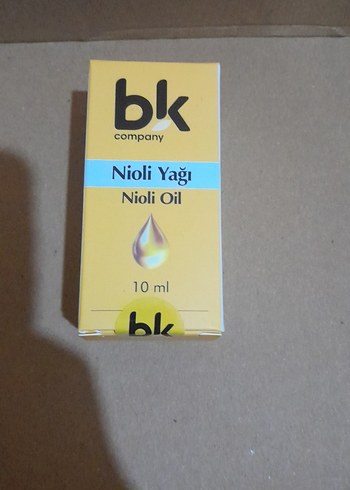 bk
company
Nioli Yağı
Nioli Oil
10 ml
bk